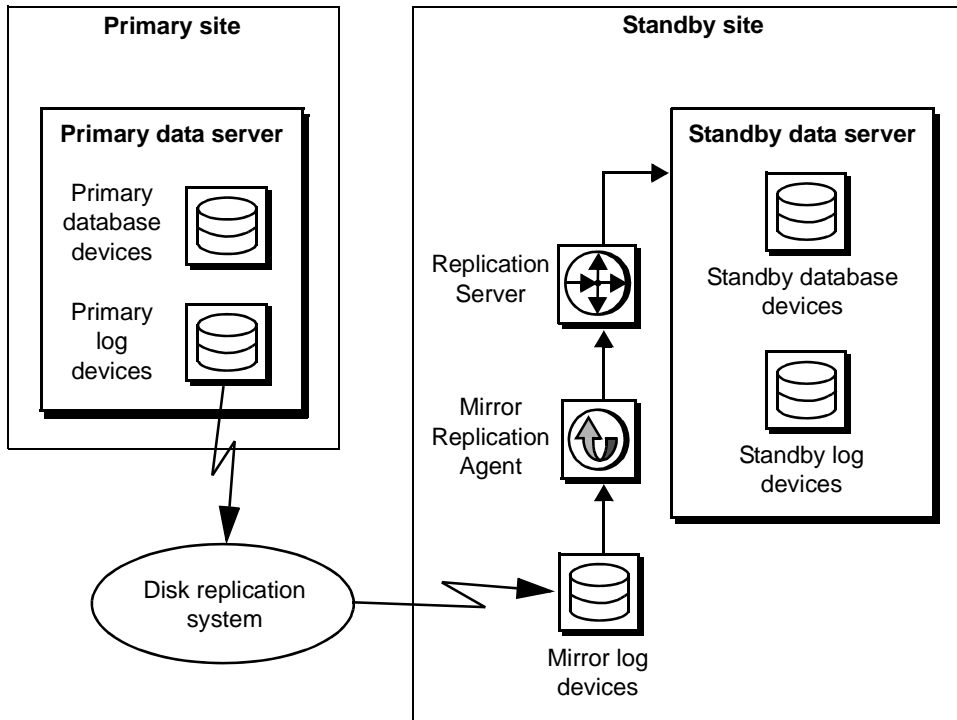 Primary site
Primary data server
Primary
database
devices
Primary
log
devices
Disk replication
system
Standby site
Standby data server
Standby database
devices
Standby log
devices
Replication
Server
Mirror
Replication
Agent
Mirror log
devices